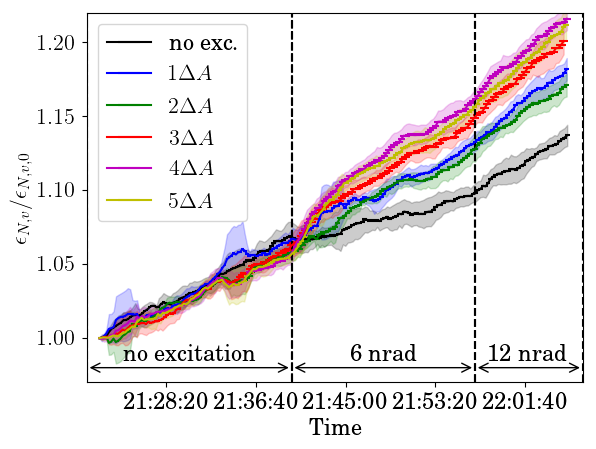 1.20
1.15
1.10
1.05
1.00
ϵ_{N,v}/ϵ_{N,v,0}
no exc.
1ΔA
2ΔA
3ΔA
4ΔA
5ΔA
no excitation 6 nrad 12 nrad
21:28:20 21:36:40 21:45:00 21:53:20 22:01:40
Time